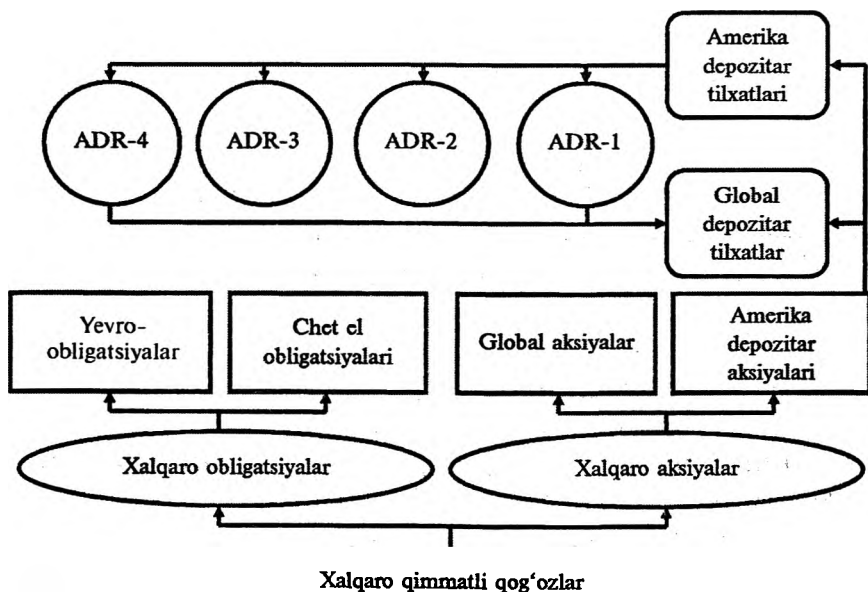 Amerika
depozitar
tilxatlari
ADR-4
ADR-3
ADR-2
ADR-1
Global
depozitar
tilxatlar
Yevro-
obligatsiyalar
Chet el
obligatsiyalari
Global aksiyalar
Amerika
depozitar
aksiyalari
Xalqaro obligatsiyalar
Xalqaro aksiyalar
Xalqaro qimmatli qog‘ozlar